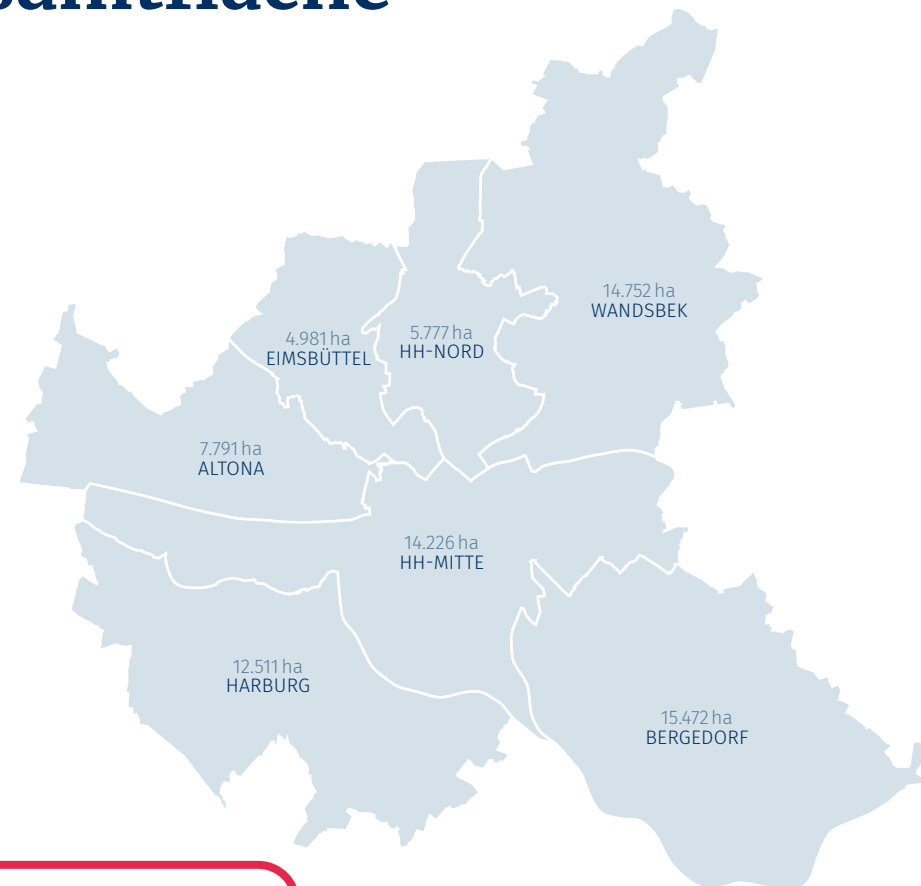 14.752 ha
WANDSBEK
4.981 ha
EIMSBÜTTEL
5.777 ha
HH-NORD
7.791 ha
ALTONA
14.226 ha
HH-MITTE
12.511 ha
HARBURG
15.472 ha
BERGEDORF